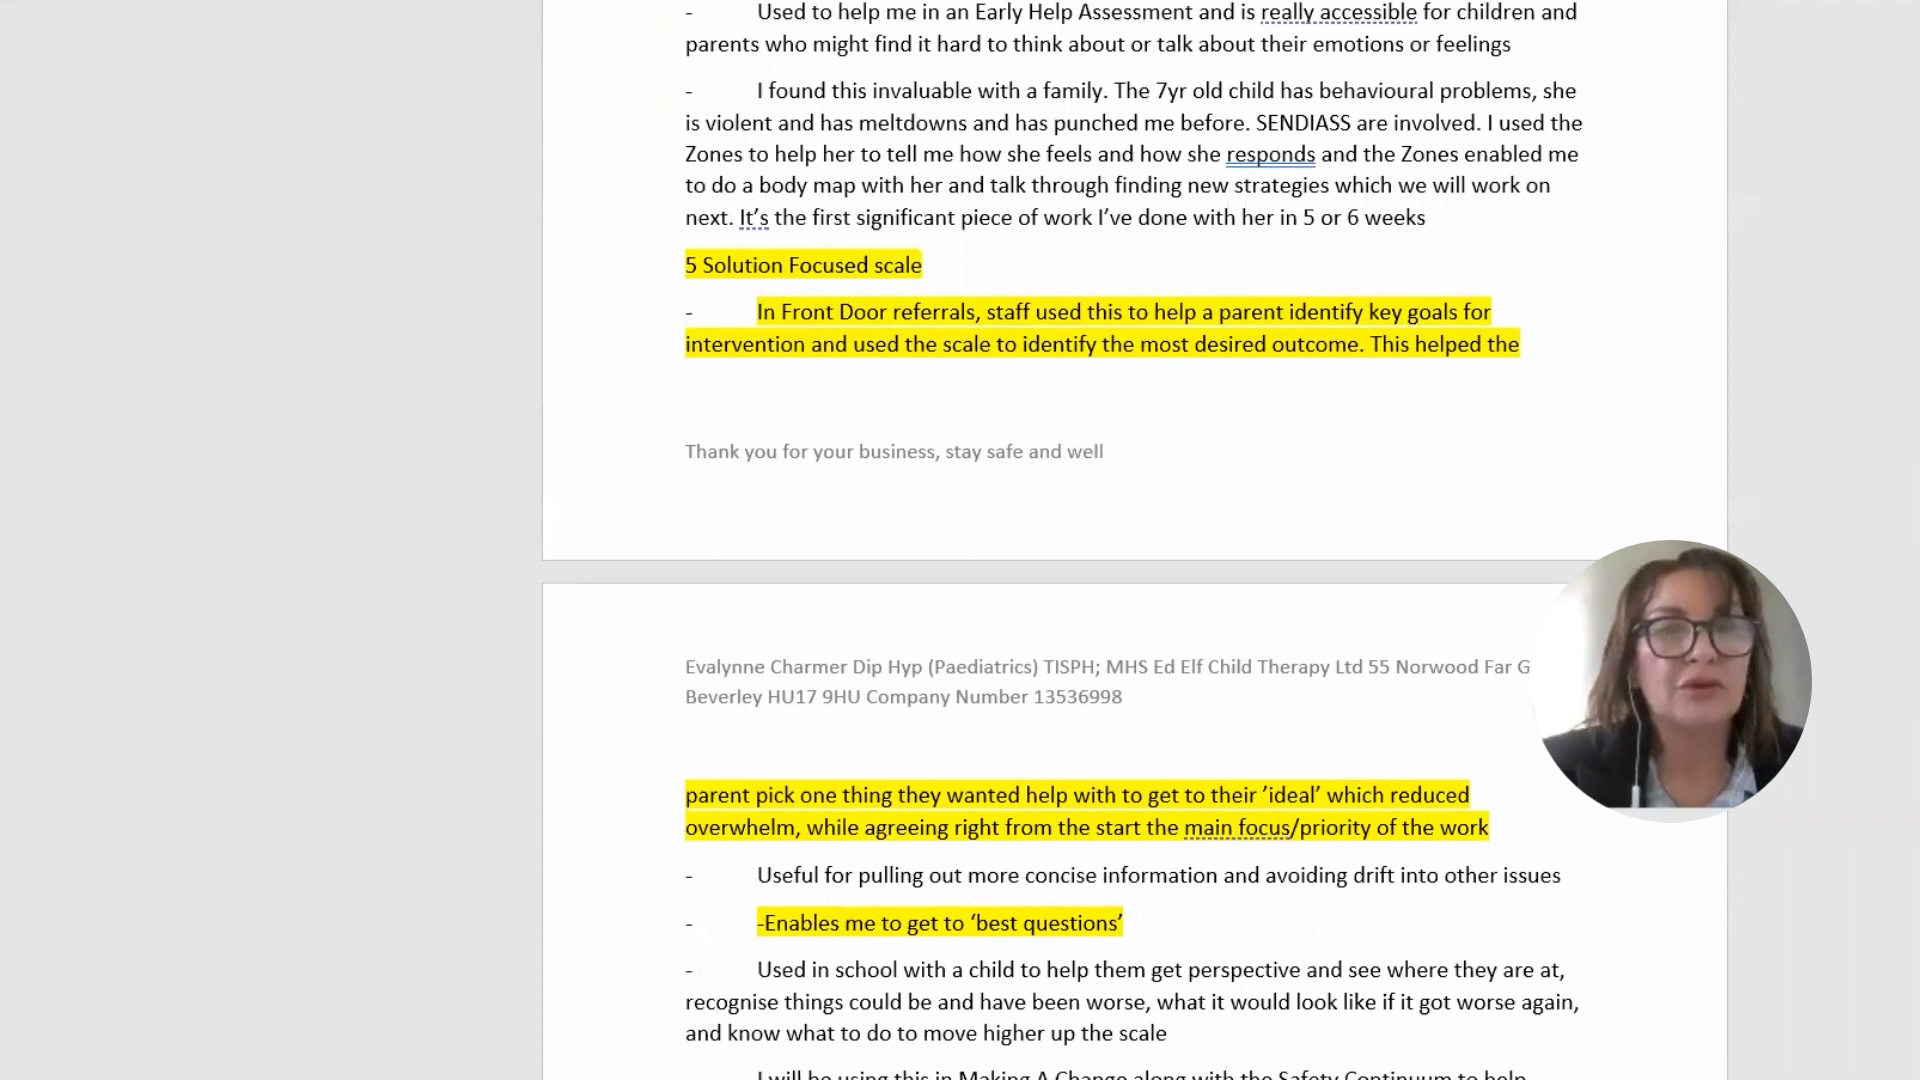 - Used to help me in an Early Help Assessment and is really accessible for children and
parents who might find it hard to think about or talk about their emotions or feelings
- I found this invaluable with a family. The 7yr old child has behavioural problems, she
is violent and has meltdowns and has punched me before. SENDIASS are involved. I used the
Zones to help her to tell me how she feels and how she responds and the Zones enabled me
to do a body map with her and talk through finding new strategies which we will work on
next. It’s the first significant piece of work I’ve done with her in 5 or 6 weeks
5 Solution Focused scale
- In Front Door referrals, staff used this to help a parent identify key goals for
intervention and used the scale to identify the most desired outcome. This helped the
Thank you for your business, stay safe and well
Evalynne Charmer Dip Hyp (Paediatrics) TISPH; MHS Ed Elf Child Therapy Ltd 55 Norwood Far G
Beverley HU17 9HU Company Number 13536998
parent pick one thing they wanted help with to get to their ’ideal’ which reduced
overwhelm, while agreeing right from the start the main focus/priority of the work
- Useful for pulling out more concise information and avoiding drift into other issues
- -Enables me to get to ‘best questions’
- Used in school with a child to help them get perspective and see where they are at,
recognise things could be and have been worse, what it would look like if it got worse again,
and know what to do to move higher up the scale
I will be using this in Making A Change along with the Safety Continuum to help